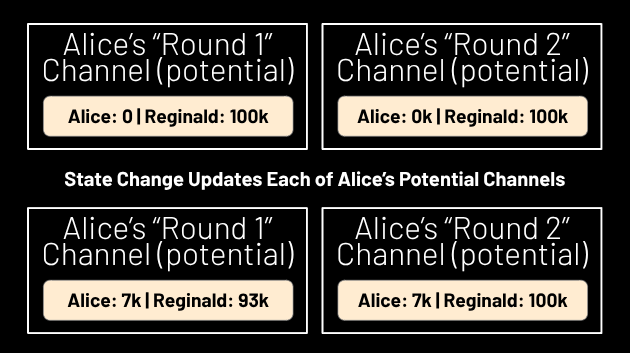 Alice’s “Round 1”
Channel (potential)
Alice: 0 | Reginald: 100k
Alice’s “Round 2”
Channel (potential)
Alice: 0k | Reginald: 100k
State Change Updates Each of Alice’s Potential Channels
Alice’s “Round 1”
Channel (potential)
Alice: 7k | Reginald: 93k
Alice’s “Round 2”
Channel (potential)
Alice: 7k | Reginald: 100k